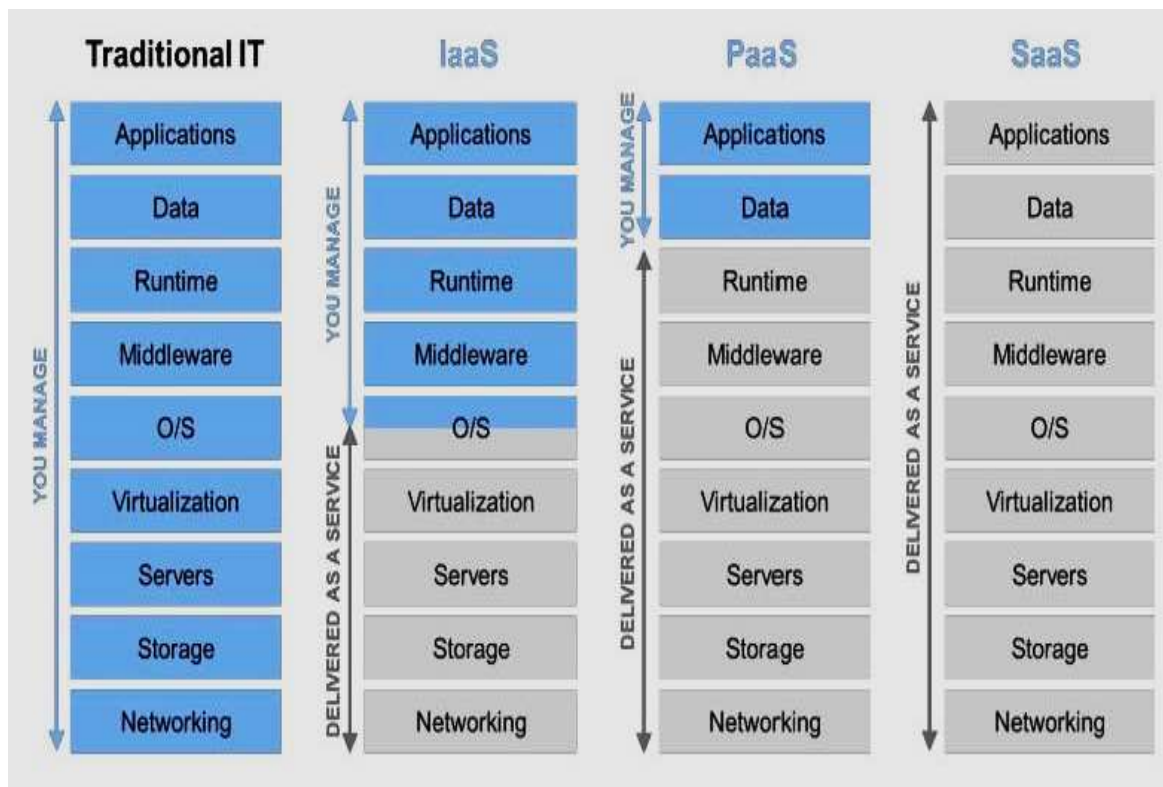 Traditional IT
IaaS
PaaS
SaaS
YOU MANAGE
Applications
Data
Runtime
Middleware
O/S
Virtualization
Servers
Storage
Networking
YOU MANAGE
DELIVERED AS A SERVICE
Applications
Data
Runtime
Middleware
O/S
Virtualization
Servers
Storage
Networking
YOU MANAGE
DELIVERED AS A SERVICE
Applications
Data
Runtime
Middleware
O/S
Virtualization
Servers
Storage
Networking
DELIVERED AS A SERVICE
Applications
Data
Runtime
Middleware
O/S
Virtualization
Servers
Storage
Networking